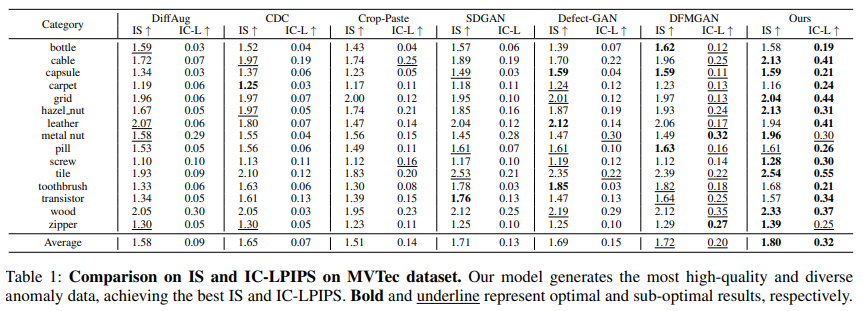 Category DiffAug CDC Crop-Paste SDGAN Defect-GAN DFMGAN Ours
IS ↑ IC-L ↑ IS ↑ IC-L ↑ IS ↑ IC-L ↑ IS ↑ IC-L ↑ IS ↑ IC-L ↑ IS ↑ IC-L ↑ IS ↑ IC-L ↑
bottle 1.59 0.03 1.52 0.04 1.43 0.04 1.57 0.06 1.39 0.07 1.62 0.12 1.58 0.19
cable 1.72 0.07 1.97 0.19 1.74 0.25 1.89 0.19 1.70 0.22 1.96 0.25 2.13 0.41
capsule 1.34 0.03 1.37 0.06 1.23 0.05 1.49 0.03 1.59 0.04 1.59 0.11 1.59 0.21
carpet 1.19 0.06 1.25 0.03 1.17 0.11 1.18 0.11 1.24 0.12 1.23 0.13 1.16 0.24
grid 1.96 0.06 1.97 0.07 2.00 0.12 1.95 0.10 2.01 0.12 1.97 0.13 2.04 0.44
hazel_nut 1.67 0.05 1.97 0.05 1.74 0.21 1.85 0.16 1.87 0.19 1.93 0.24 2.13 0.31
leather 2.07 0.06 1.80 0.07 1.47 0.14 2.04 0.12 2.12 0.14 2.06 0.17 1.94 0.41
metal nut 1.58 0.29 1.55 0.04 1.56 0.15 1.45 0.28 1.47 0.30 1.49 0.32 1.96 0.30
pill 1.53 0.05 1.56 0.06 1.49 0.11 1.61 0.07 1.61 0.10 1.63 0.16 1.61 0.26
screw 1.10 0.10 1.13 0.11 1.12 0.16 1.17 0.10 1.19 0.12 1.12 0.14 1.28 0.30
tile 1.93 0.09 2.10 0.12 1.83 0.20 2.53 0.21 2.35 0.22 2.39 0.22 2.54 0.55
toothbrush 1.33 0.06 1.63 0.06 1.30 0.08 1.78 0.03 1.85 0.03 1.82 0.18 1.68 0.21
transistor 1.34 0.05 1.61 0.13 1.39 0.15 1.76 0.13 1.47 0.13 1.64 0.25 1.57 0.34
wood 2.05 0.30 2.05 0.03 1.95 0.23 2.12 0.25 2.19 0.29 2.12 0.35 2.33 0.37
zipper 1.30 0.05 1.30 0.05 1.23 0.11 1.25 0.10 1.25 0.10 1.29 0.27 1.39 0.25
Average 1.58 0.09 1.65 0.07 1.51 0.14 1.71 0.13 1.69 0.15 1.72 0.20 1.80 0.32
Table 1: Comparison on IS and IC-LPIPS on MVTec dataset. Our model generates the most high-quality and diverse
anomaly data, achieving the best IS and IC-LPIPS. Bold and underline represent optimal and sub-optimal results, respectively.